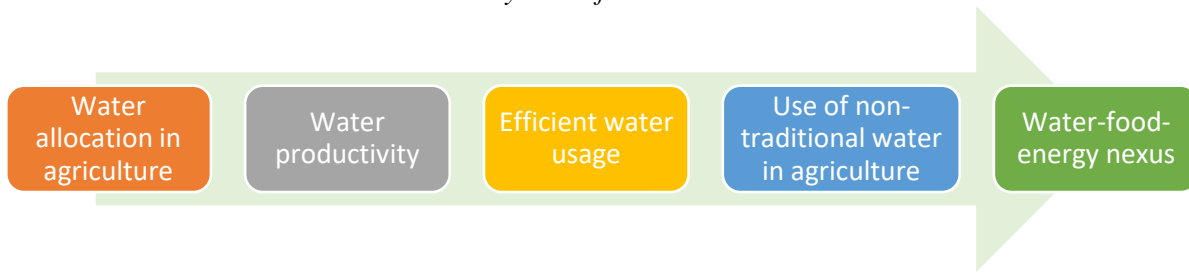 Water
allocation in
agriculture
Water
productivity
Efficient water
usage
Use of non-
traditional water
in agriculture
Water-food-
energy nexus